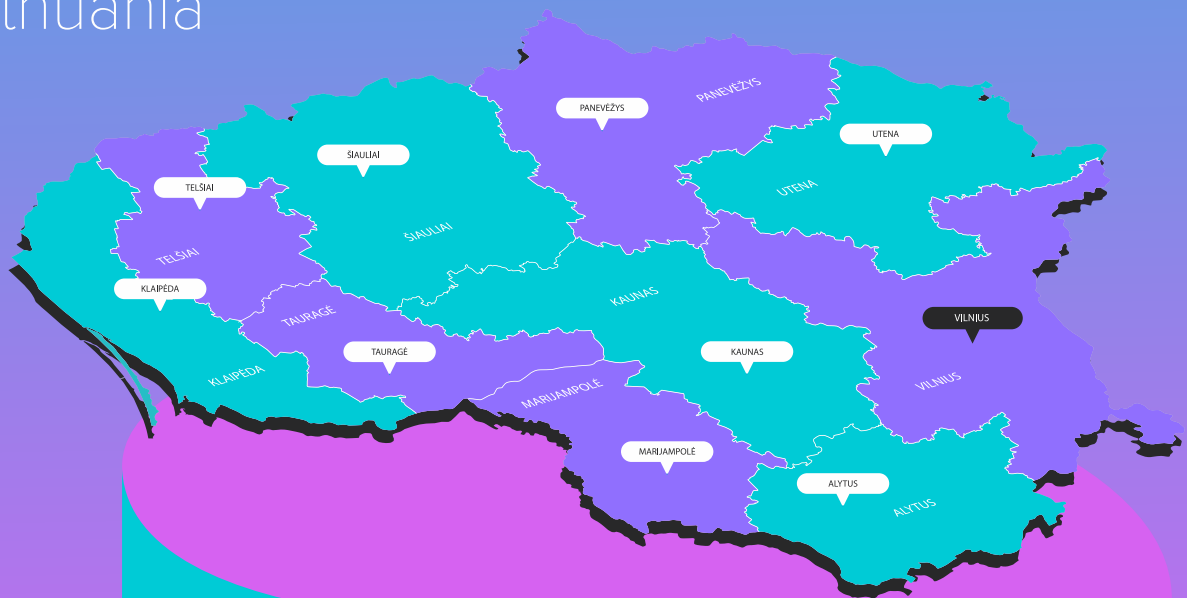 thuania
PANEVĖŽYS
PANEVĖŽYS
UTENA
UTENA
ŠIAULIAI
ŠIAULIAI
TELŠIAI
TELŠIAI
KLAIPĖDA
KLAIPĖDA
TAURAGĖ
TAURAGĖ
KAUNAS
KAUNAS
VILNIUS
VILNIUS
MARIJAMPOLĖ
MARIJAMPOLĖ
ALYTUS
ALYTUS